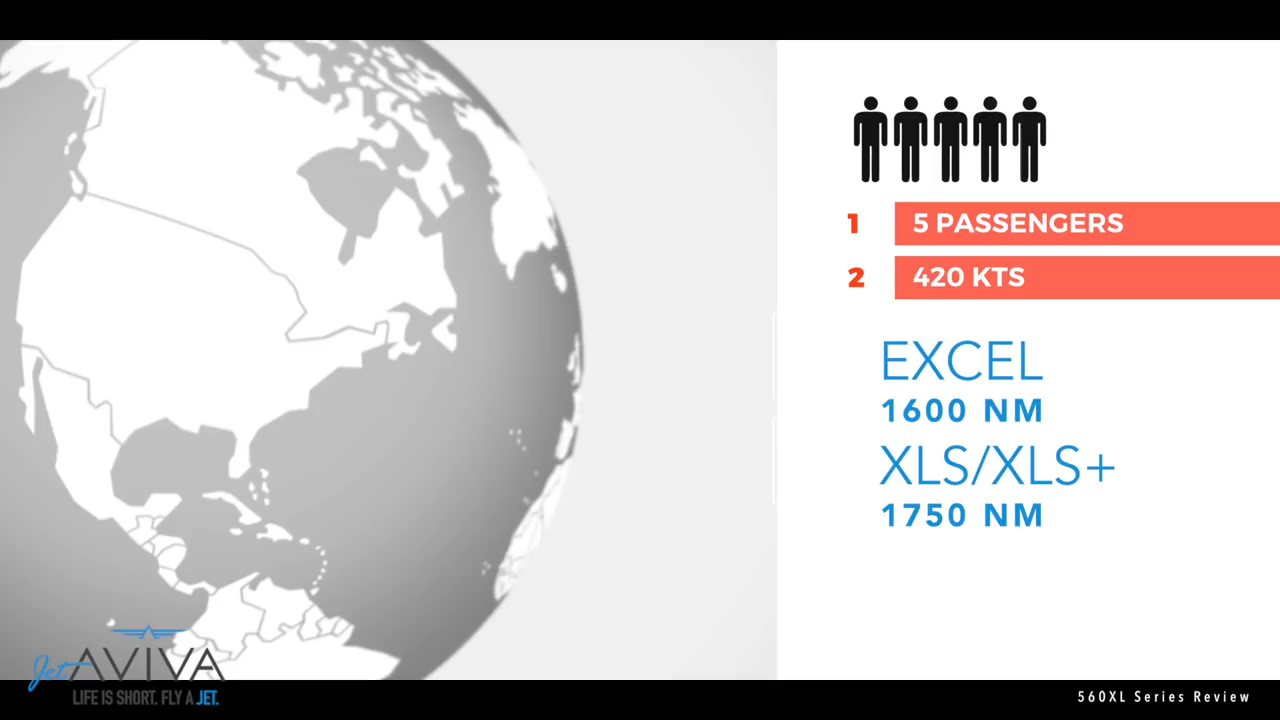 1 5 PASSENGERS
2 420 KTS
EXCEL
1600 NM
XLS/XLS+
1750 NM
Jet AVIVA
LIFE IS SHORT. FLY A JET.
560XL Series Review